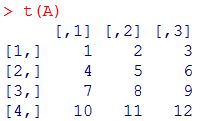 > t(A)
     [,1] [,2] [,3]
[1,]    1    2    3
[2,]    4    5    6
[3,]    7    8    9
[4,]   10   11   12